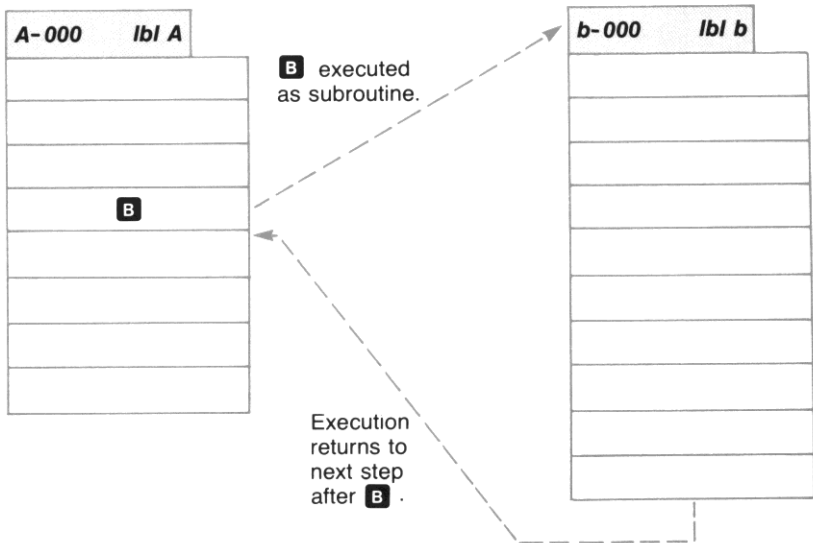 A-000 lbl A
b-000 lbl b
B executed
as subroutine.
B
Execution
returns to
next step
after B .